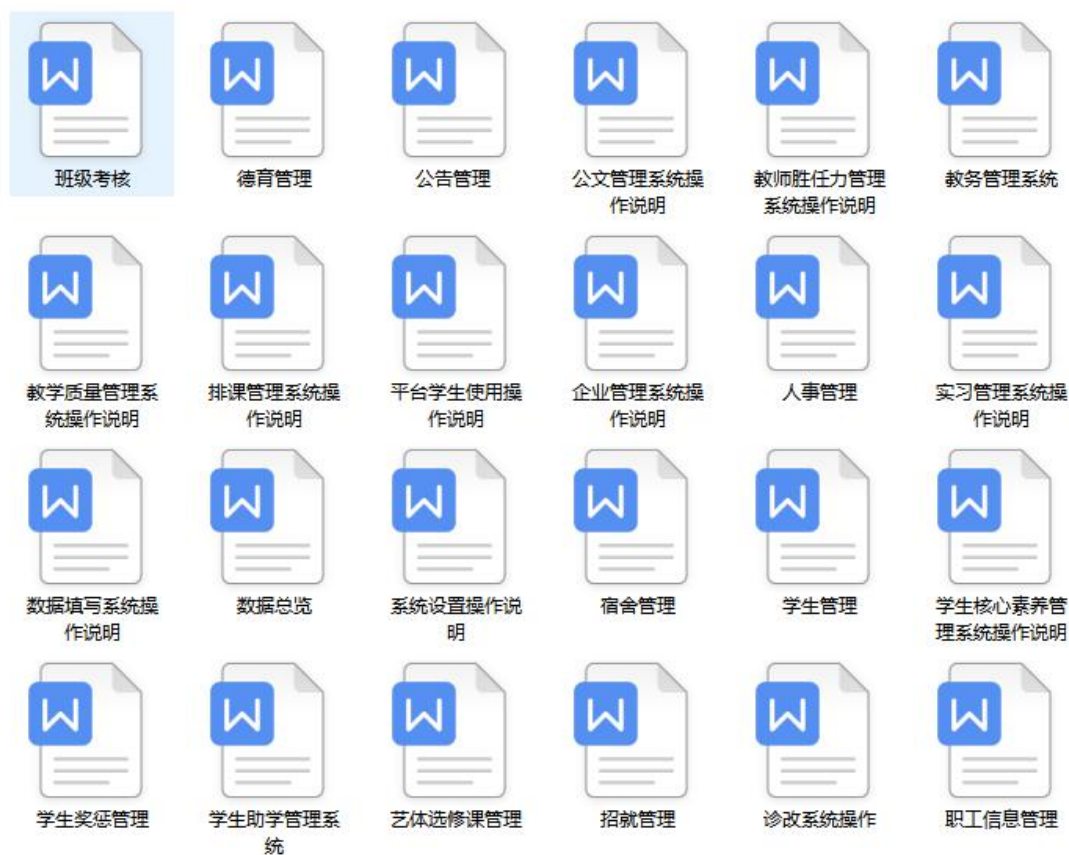 班级考核
德育管理
公告管理
公文管理系统操
作说明
教师胜任力管理
系统操作说明
教务管理系统
教学质量管理系
统操作说明
排课管理系统操
作说明
平台学生使用操
作说明
企业管理系统操
作说明
人事管理
实习管理系统操
作说明
数据填写系统操
作说明
数据总览
系统设置操作说
明
宿舍管理
学生管理
学生核心素养管
理系统操作说明
学生奖惩管理
学生助学管理系
统
艺体选修课管理
招就管理
诊改系统操作
职工信息管理